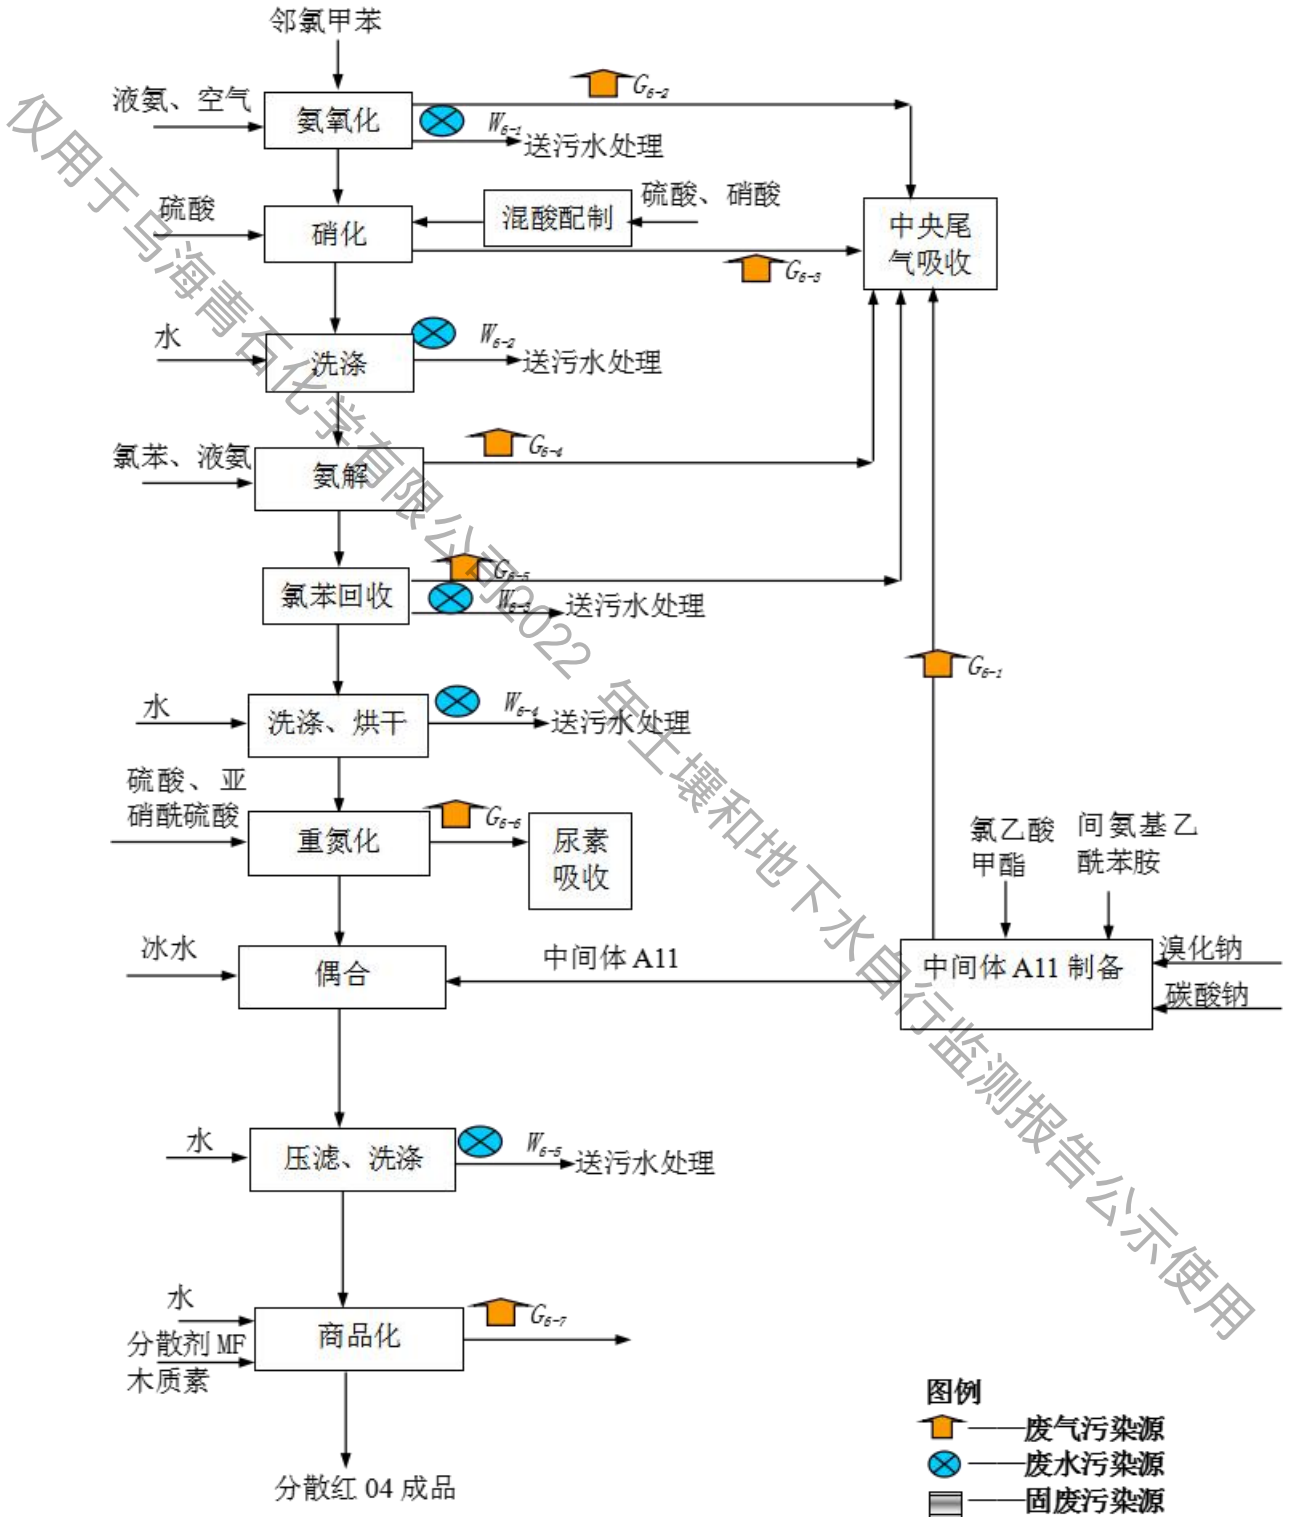 邻氯甲苯
液氨、空气
氨氧化
G6-2
W6-1
送污水处理
硫酸
硝化
混酸配制
硫酸、硝酸
中央尾
气吸收
G6-3
水
洗涤
W6-2
送污水处理
氯苯、液氨
氨解
G6-4
氯苯回收
G6-5
W6-3
送污水处理
G6-1
水
洗涤、烘干
W6-4
送污水处理
硫酸、亚
硝酰硫酸
重氮化
G6-6
尿素
吸收
氯乙酸
甲酯
间氨基乙
酰苯胺
冰水
偶合
中间体 A11
中间体 A11 制备
溴化钠
碳酸钠
水
压滤、洗涤
W6-5
送污水处理
水
分散剂 MF
木质素
商品化
G6-7
分散红 04 成品
图例
——废气污染源
——废水污染源
——固废污染源
仅用于乌海青石化学有限公司2022 年土壤和地下水自行监测报告公示使用